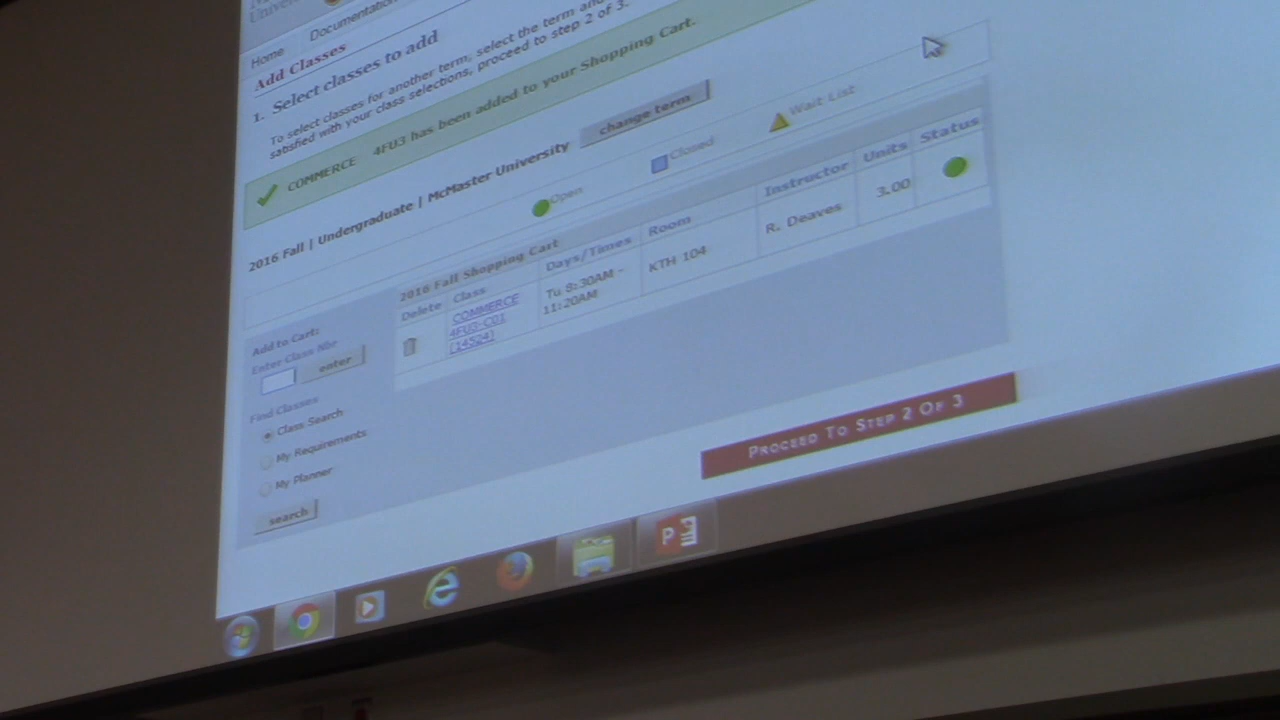 Home Documentation
Add Classes
1. Select classes to add
To select classes for another term, select the term and
satisfied with your class selections, proceed to step 2 of 3.
COMMERCE 4FU3 has been added to your Shopping Cart.
2016 Fall | Undergraduate | McMaster University change term
Open Closed Wait List
2016 Fall Shopping Cart
Delete Class Days/Times Room Instructor Units Status
COMMERCE
4FU3-C01
(14524)
Tu 8:30AM -
11:20AM
KTH 104
R. Deaves
3.00
Add to Cart:
Enter Class Nbr
enter
Find Classes
Class Search
My Requirements
My Planner
search
PROCEED TO STEP 2 OF 3